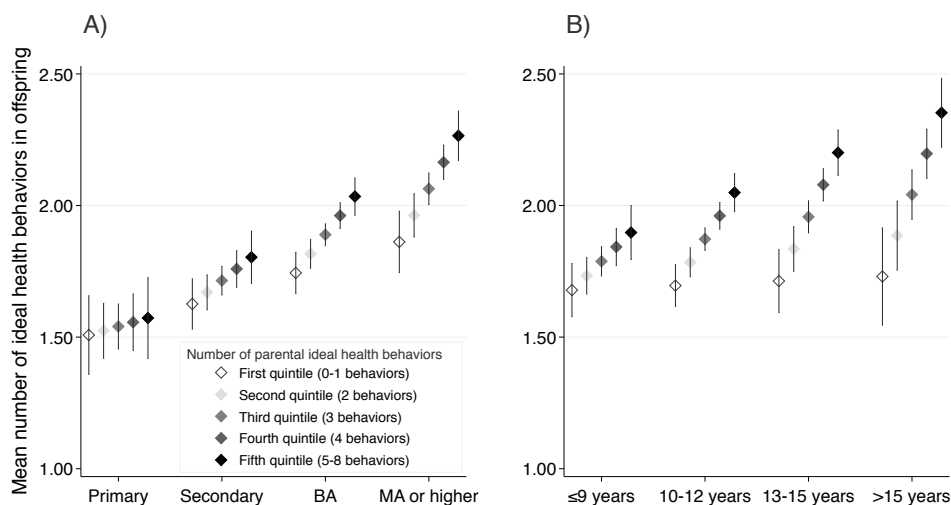 A)
B)
Mean number of ideal health behaviors in offspring
2.50
2.00
1.50
1.00
Number of parental ideal health behaviors
First quintile (0-1 behaviors)
Second quintile (2 behaviors)
Third quintile (3 behaviors)
Fourth quintile (4 behaviors)
Fifth quintile (5-8 behaviors)
Primary
Secondary
BA
MA or higher
2.50
2.00
1.50
1.00
≤9 years
10-12 years
13-15 years
>15 years